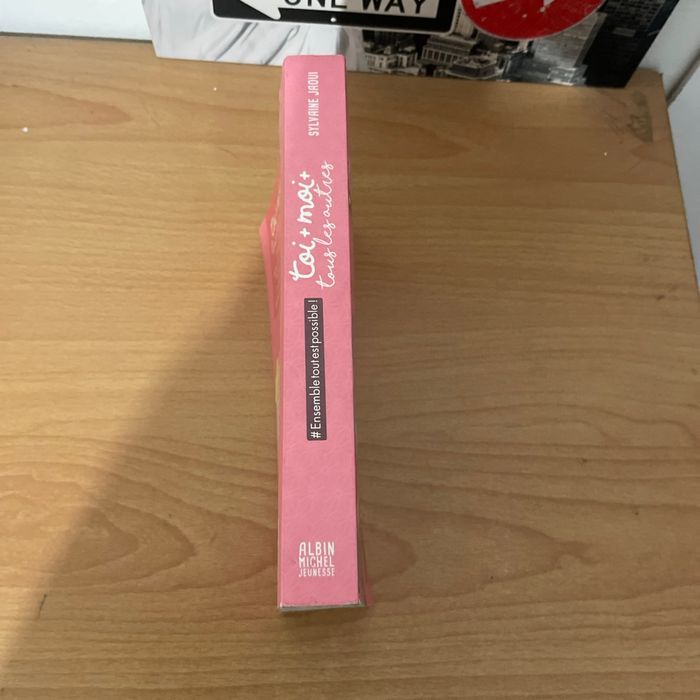 ONE WAY
SYLVAINE JAOUI
toi + moi +
tous les autres
#Ensembletoutestpossible!
ALBIN
MICHEL
JEUNESSE